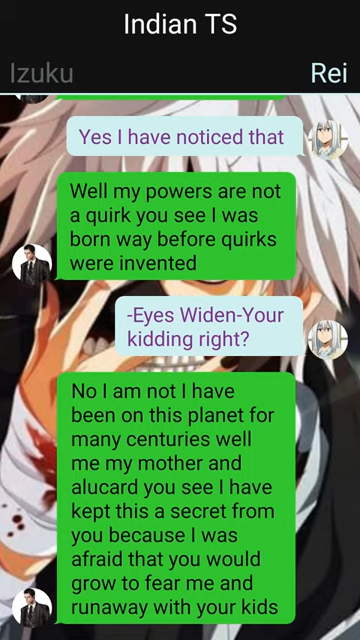 Indian TS
Izuku
Rei
Yes I have noticed that
Well my powers are not
a quirk you see I was
born way before quirks
were invented
-Eyes Widen-Your
kidding right?
No I am not I have
been on this planet for
many centuries well
me my mother and
alucard you see I have
kept this a secret from
you because I was
afraid that you would
grow to fear me and
runaway with your kids